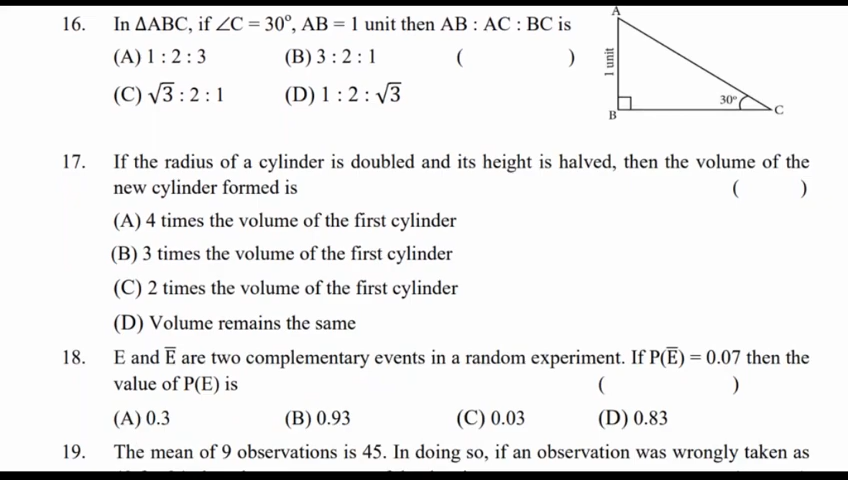 16. In ΔABC, if ∠C = 30°, AB = 1 unit then AB : AC : BC is
(A) 1 : 2 : 3 (B) 3 : 2 : 1 ( )
(C) √3 : 2 : 1 (D) 1 : 2 : √3
A
1 unit
30°
B
C
17. If the radius of a cylinder is doubled and its height is halved, then the volume of the
new cylinder formed is ( )
(A) 4 times the volume of the first cylinder
(B) 3 times the volume of the first cylinder
(C) 2 times the volume of the first cylinder
(D) Volume remains the same
18. E and E̅ are two complementary events in a random experiment. If P(E̅) = 0.07 then the
value of P(E) is ( )
(A) 0.3 (B) 0.93 (C) 0.03 (D) 0.83
19. The mean of 9 observations is 45. In doing so, if an observation was wrongly taken as